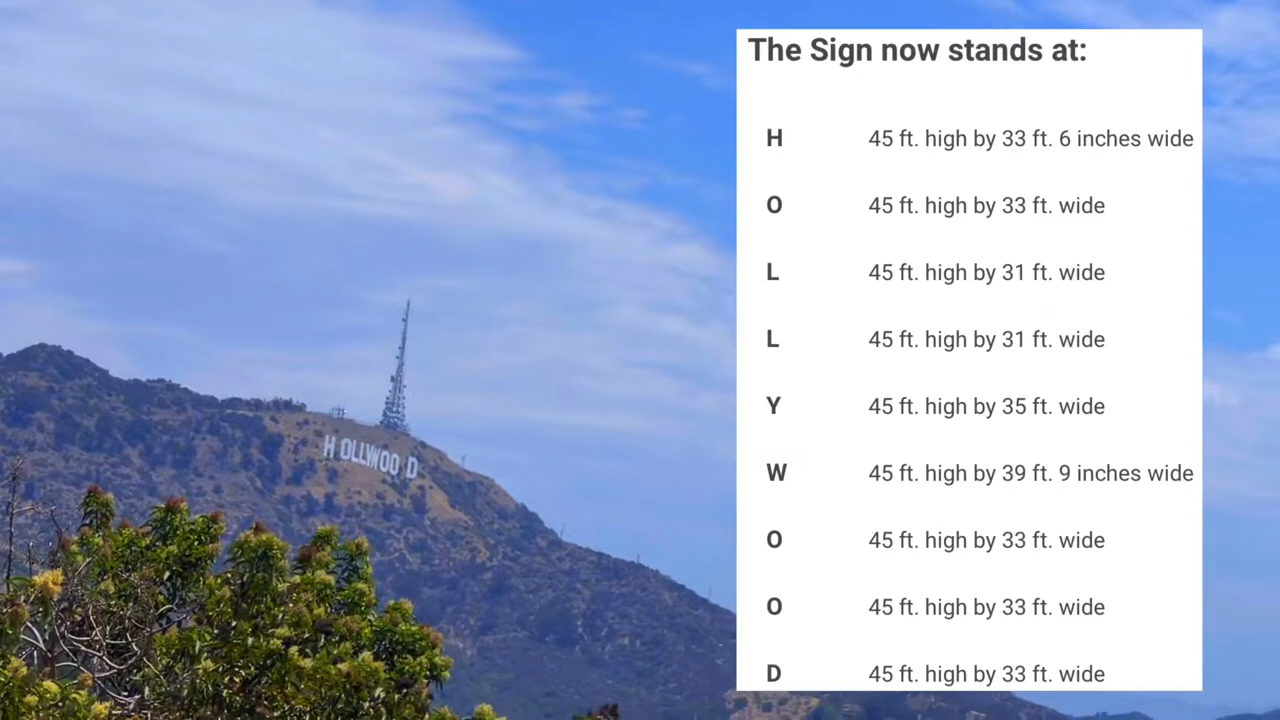 H OLLYWOO D
The Sign now stands at:
H 45 ft. high by 33 ft. 6 inches wide
O 45 ft. high by 33 ft. wide
L 45 ft. high by 31 ft. wide
L 45 ft. high by 31 ft. wide
Y 45 ft. high by 35 ft. wide
W 45 ft. high by 39 ft. 9 inches wide
O 45 ft. high by 33 ft. wide
O 45 ft. high by 33 ft. wide
D 45 ft. high by 33 ft. wide